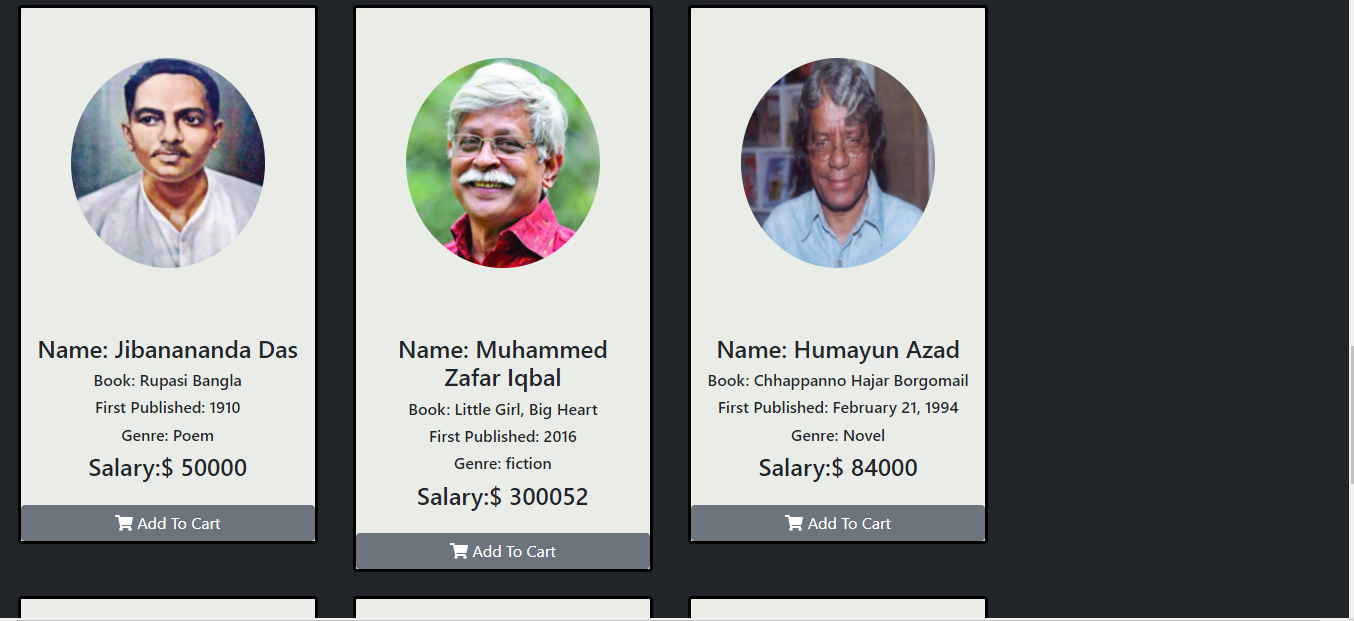 Name: Jibanananda Das
Book: Rupasi Bangla
First Published: 1910
Genre: Poem
Salary:$ 50000
Add To Cart
Name: Muhammed
Zafar Iqbal
Book: Little Girl, Big Heart
First Published: 2016
Genre: fiction
Salary:$ 300052
Add To Cart
Name: Humayun Azad
Book: Chhappanno Hajar Borgomail
First Published: February 21, 1994
Genre: Novel
Salary:$ 84000
Add To Cart